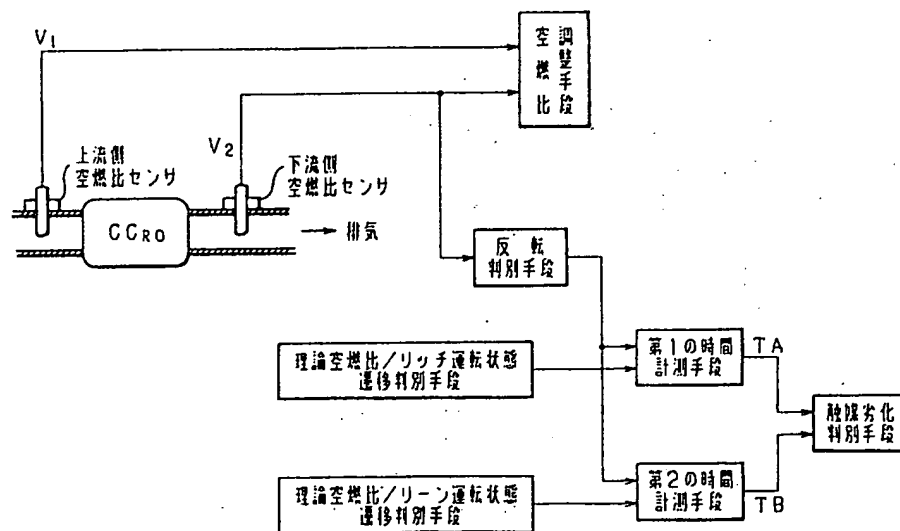 V1
空燃比
調整手段
V2
上流側
空燃比センサ
下流側
空燃比センサ
CCRO
排気
反転
判別手段
理論空燃比/リッチ運転状態
遷移判別手段
第1の時間
計測手段
TA
触媒劣化
判別手段
理論空燃比/リーン運転状態
遷移判別手段
第2の時間
計測手段
TB